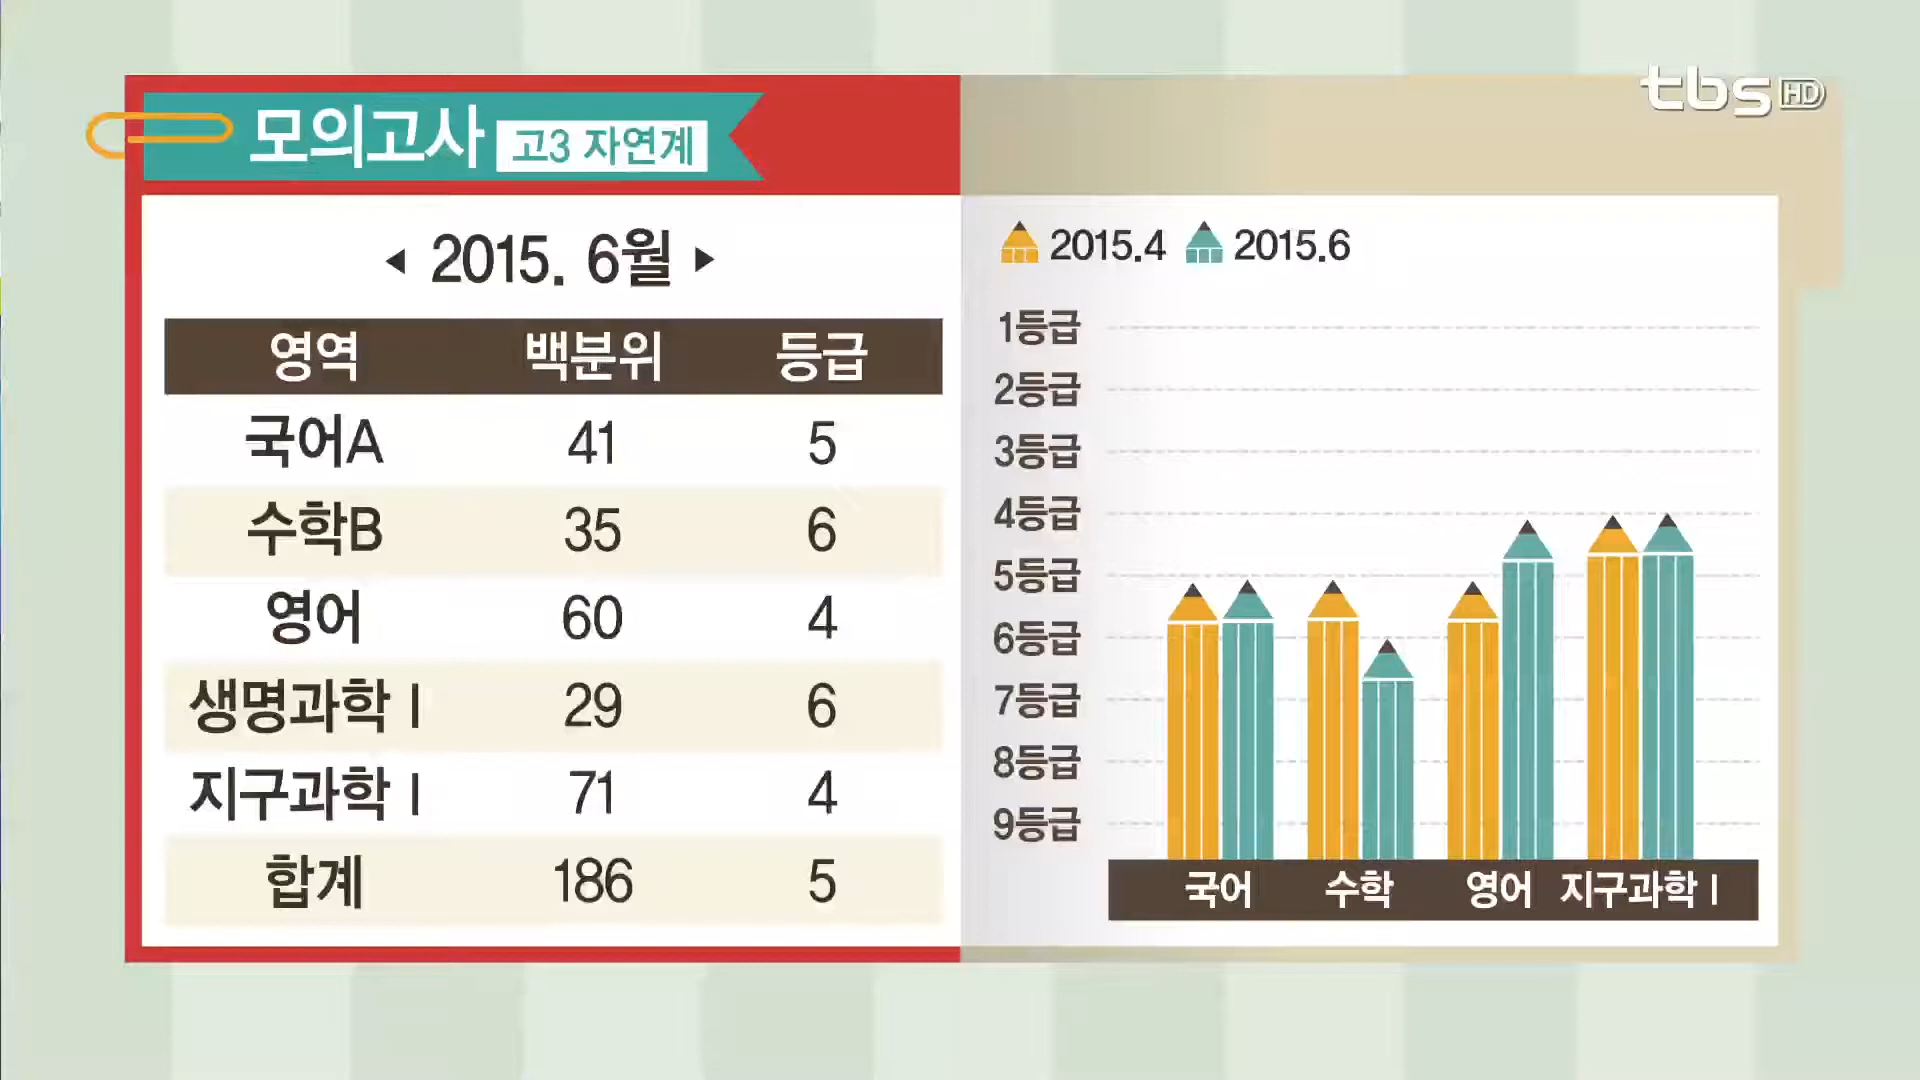 tbs HD
모의고사 고3 자연계
◀ 2015. 6월 ▶
영역 백분위 등급
국어A 41 5
수학B 35 6
영어 60 4
생명과학Ⅰ 29 6
지구과학Ⅰ 71 4
합계 186 5
2015.4 2015.6
1등급
2등급
3등급
4등급
5등급
6등급
7등급
8등급
9등급
국어 수학 영어 지구과학Ⅰ